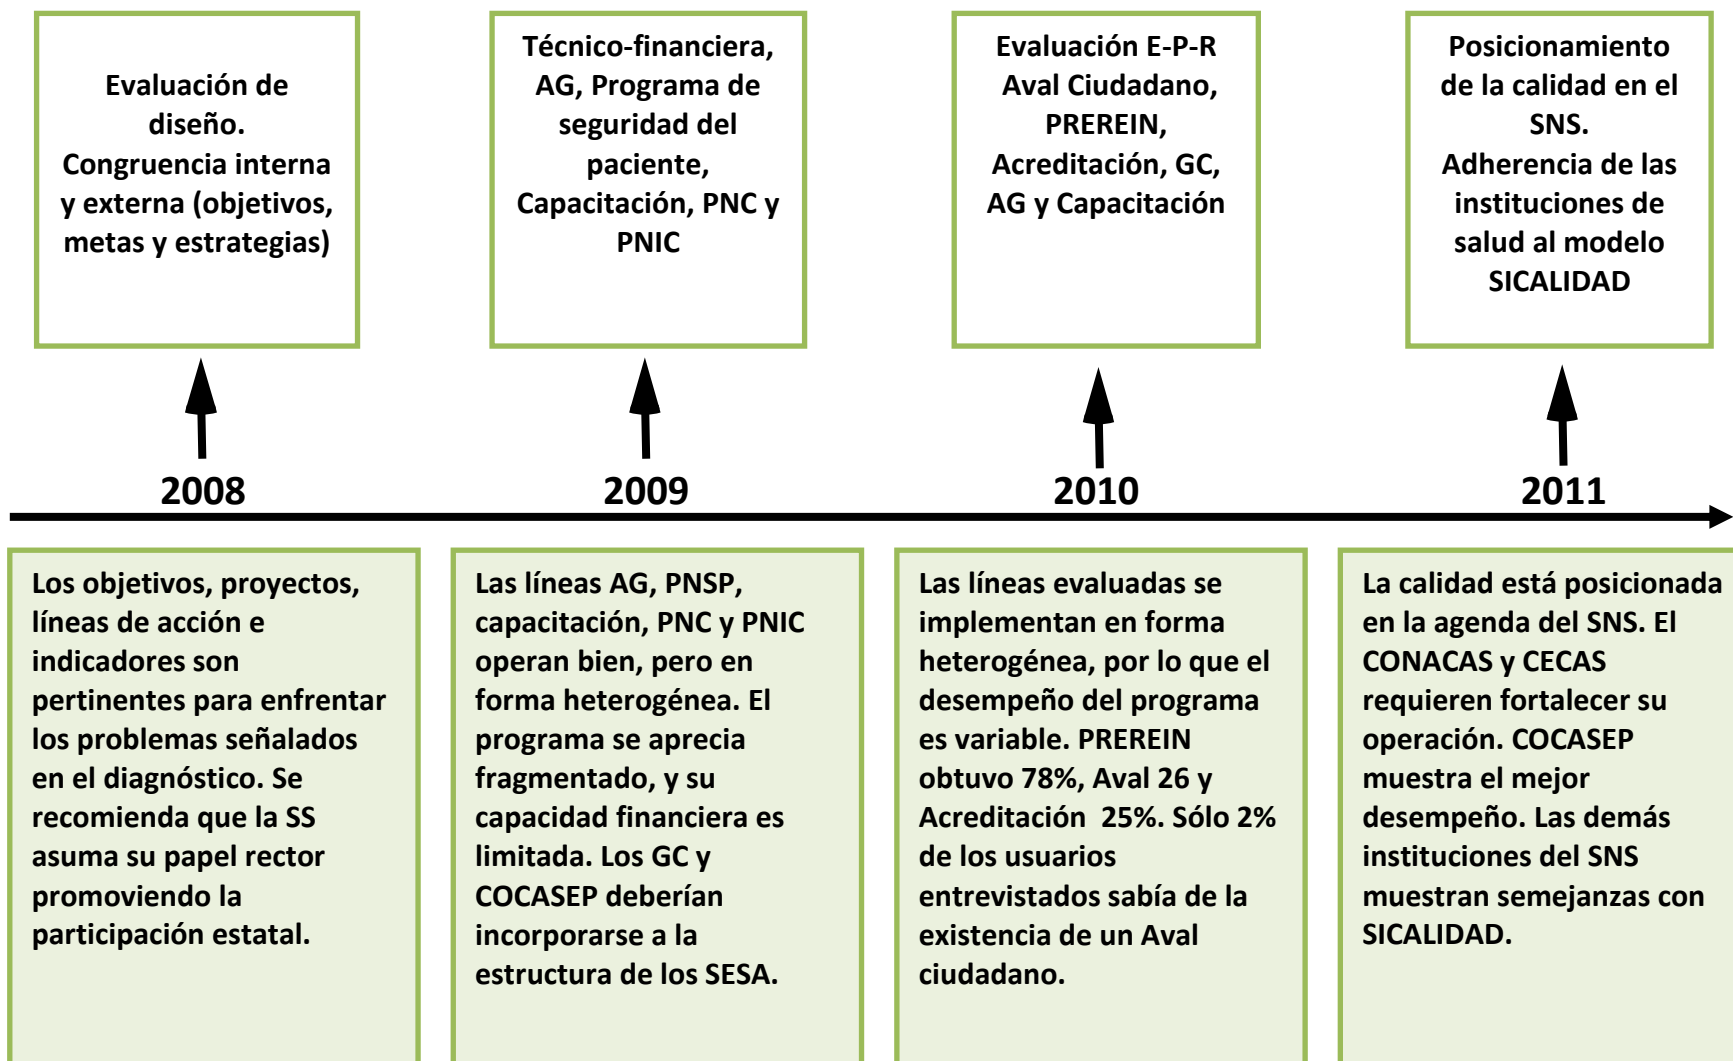 Evaluación de
diseño.
Congruencia interna
y externa (objetivos,
metas y estrategias)
Técnico-financiera,
AG, Programa de
seguridad del
paciente,
Capacitación, PNC y
PNIC
Evaluación E-P-R
Aval Ciudadano,
PREREIN,
Acreditación, GC,
AG y Capacitación
Posicionamiento
de la calidad en el
SNS.
Adherencia de las
instituciones de
salud al modelo
SICALIDAD
2008
2009
2010
2011
Los objetivos, proyectos,
líneas de acción e
indicadores son
pertinentes para enfrentar
los problemas señalados
en el diagnóstico. Se
recomienda que la SS
asuma su papel rector
promoviendo la
participación estatal.
Las líneas AG, PNSP,
capacitación, PNC y PNIC
operan bien, pero en
forma heterogénea. El
programa se aprecia
fragmentado, y su
capacidad financiera es
limitada. Los GC y
COCASEP deberían
incorporarse a la
estructura de los SESA.
Las líneas evaluadas se
implementan en forma
heterogénea, por lo que el
desempeño del programa
es variable. PREREIN
obtuvo 78%, Aval 26 y
Acreditación 25%. Sólo 2%
de los usuarios
entrevistados sabía de la
existencia de un Aval
ciudadano.
La calidad está posicionada
en la agenda del SNS. El
CONACAS y CECAS
requieren fortalecer su
operación. COCASEP
muestra el mejor
desempeño. Las demás
instituciones del SNS
muestran semejanzas con
SICALIDAD.